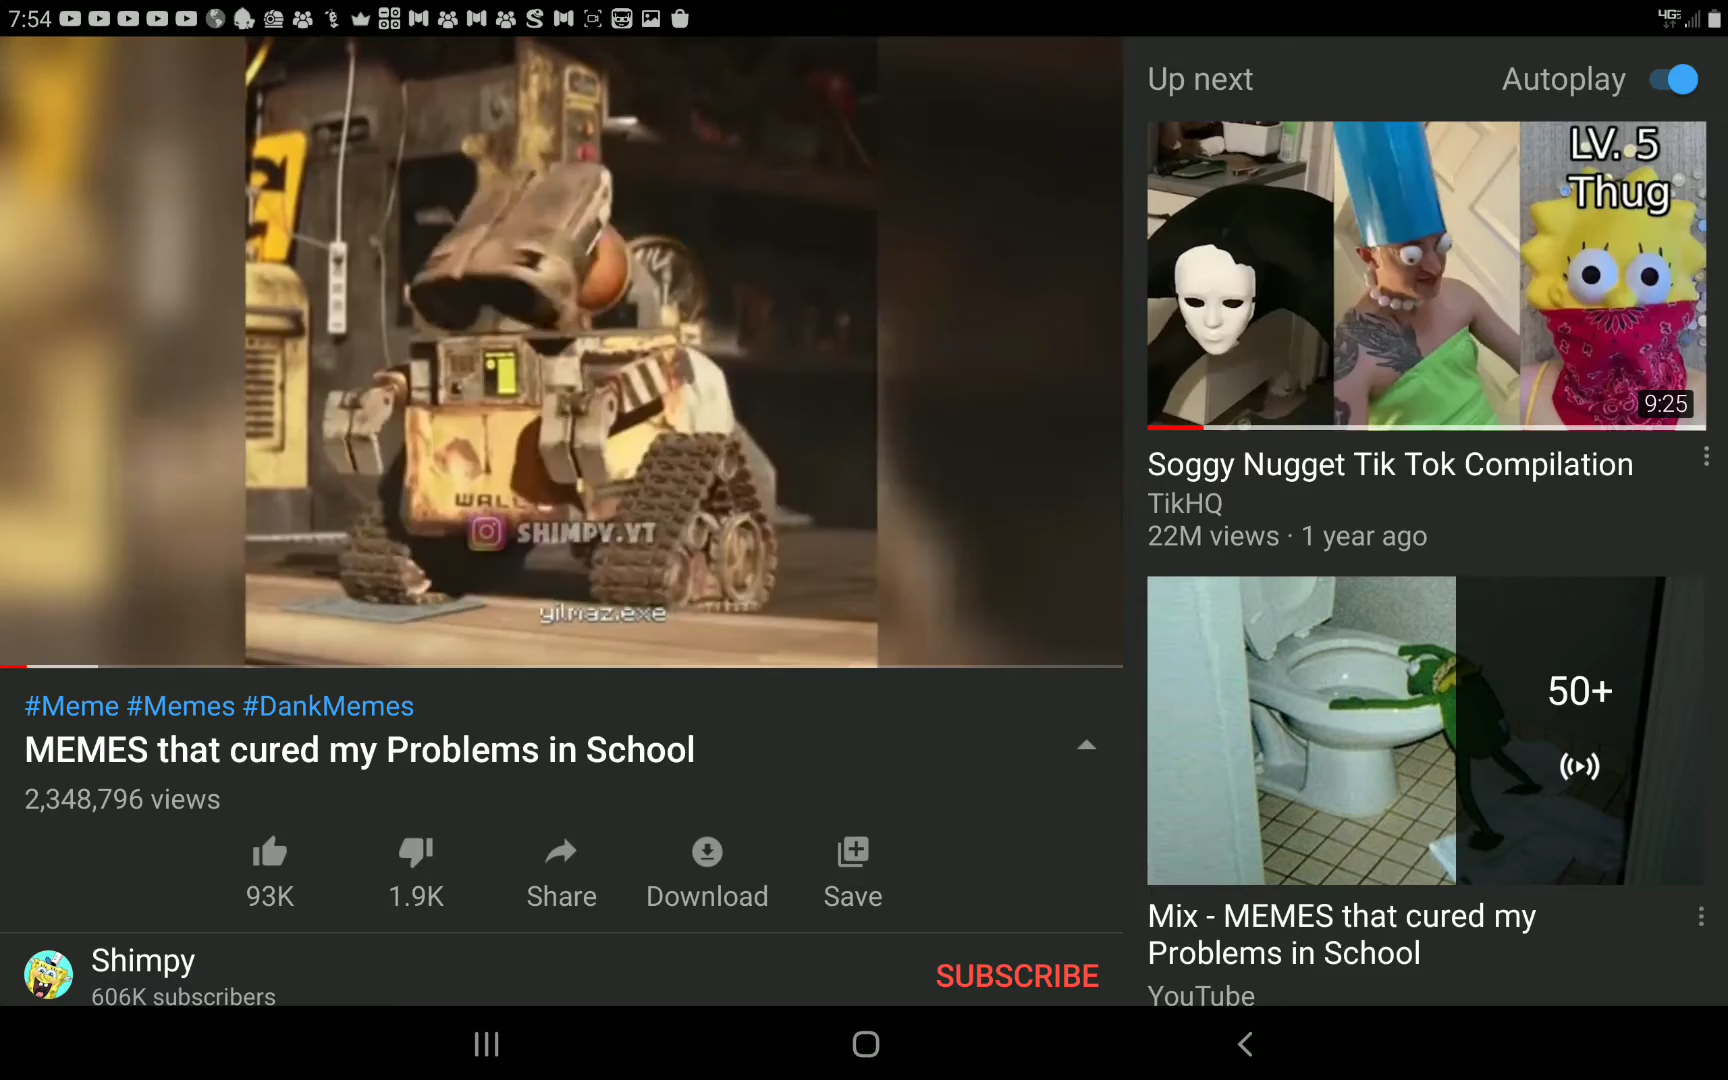 7:54
4G
WALL
SHIMPY.YT
yilmaz.exe
#Meme #Memes #DankMemes
MEMES that cured my Problems in School
2,348,796 views
93K
1.9K
Share
Download
Save
Shimpy
606K subscribers
SUBSCRIBE
Up next
Autoplay
LV. 5
Thug
9:25
Soggy Nugget Tik Tok Compilation
TikHQ
22M views · 1 year ago
50+
Mix - MEMES that cured my
Problems in School
YouTube